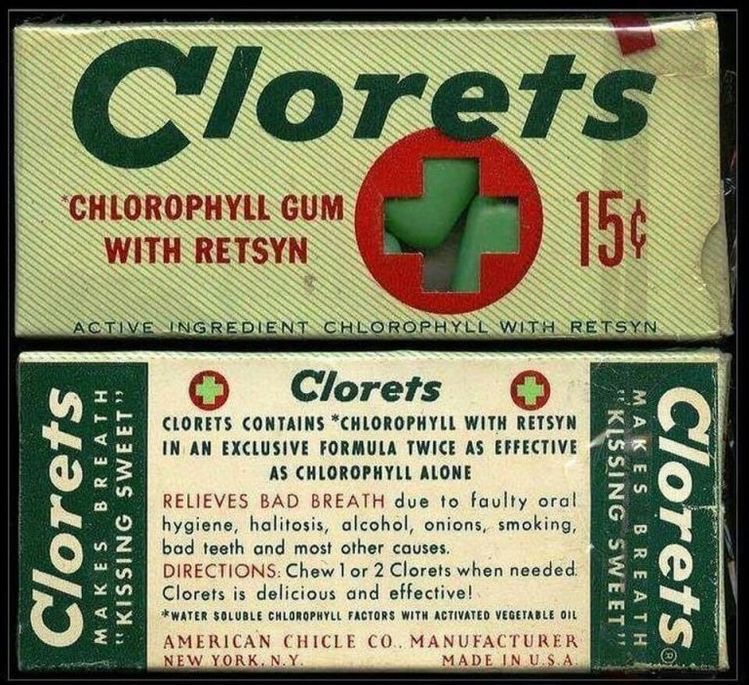 Clorets
*CHLOROPHYLL GUM
WITH RETSYN
15¢
ACTIVE INGREDIENT CHLOROPHYLL WITH RETSYN
Clorets
MAKES BREATH
"KISSING SWEET"
Clorets
CLORETS CONTAINS *CHLOROPHYLL WITH RETSYN
IN AN EXCLUSIVE FORMULA TWICE AS EFFECTIVE
AS CHLOROPHYLL ALONE
RELIEVES BAD BREATH due to faulty oral
hygiene, halitosis, alcohol, onions, smoking,
bad teeth and most other causes.
DIRECTIONS: Chew 1 or 2 Clorets when needed.
Clorets is delicious and effective!
*WATER SOLUBLE CHLOROPHYLL FACTORS WITH ACTIVATED VEGETABLE OIL
AMERICAN CHICLE CO., MANUFACTURER
NEW YORK, N.Y. MADE IN U.S.A.
Clorets®
MAKES BREATH
"KISSING SWEET"